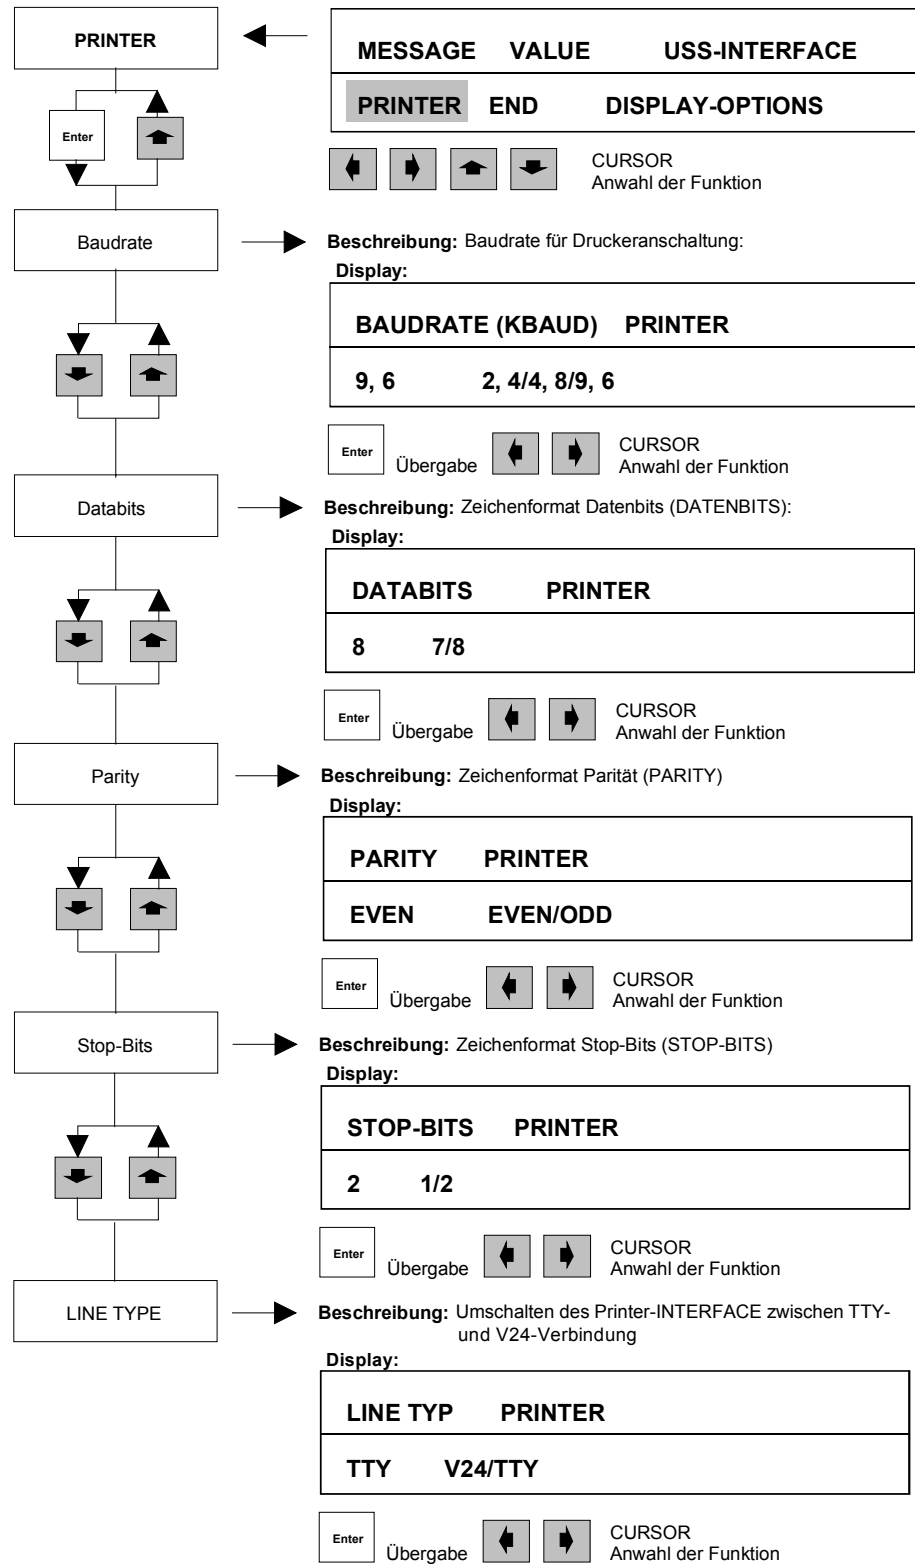 PRINTER
MESSAGE VALUE USS-INTERFACE
PRINTER END DISPLAY-OPTIONS
Enter
CURSOR
Anwahl der Funktion
Baudrate
Beschreibung: Baudrate für Druckeranschaltung:
Display:
BAUDRATE (KBAUD) PRINTER
9, 6 2, 4/4, 8/9, 6
Enter Übergabe CURSOR
Anwahl der Funktion
Databits
Beschreibung: Zeichenformat Datenbits (DATENBITS):
Display:
DATABITS PRINTER
8 7/8
Enter Übergabe CURSOR
Anwahl der Funktion
Parity
Beschreibung: Zeichenformat Parität (PARITY)
Display:
PARITY PRINTER
EVEN EVEN/ODD
Enter Übergabe CURSOR
Anwahl der Funktion
Stop-Bits
Beschreibung: Zeichenformat Stop-Bits (STOP-BITS)
Display:
STOP-BITS PRINTER
2 1/2
Enter Übergabe CURSOR
Anwahl der Funktion
LINE TYPE
Beschreibung: Umschalten des Printer-INTERFACE zwischen TTY-
und V24-Verbindung
Display:
LINE TYP PRINTER
TTY V24/TTY
Enter Übergabe CURSOR
Anwahl der Funktion